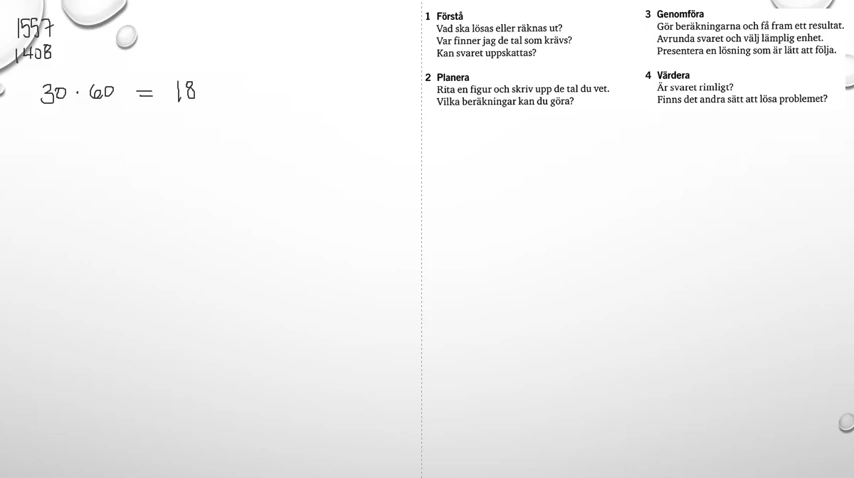 1557
1408
30 · 60 = 18
1 Förstå
Vad ska lösas eller räknas ut?
Var finner jag de tal som krävs?
Kan svaret uppskattas?
2 Planera
Rita en figur och skriv upp de tal du vet.
Vilka beräkningar kan du göra?
3 Genomföra
Gör beräkningarna och få fram ett resultat.
Avrunda svaret och välj lämplig enhet.
Presentera en lösning som är lätt att följa.
4 Värdera
Är svaret rimligt?
Finns det andra sätt att lösa problemet?